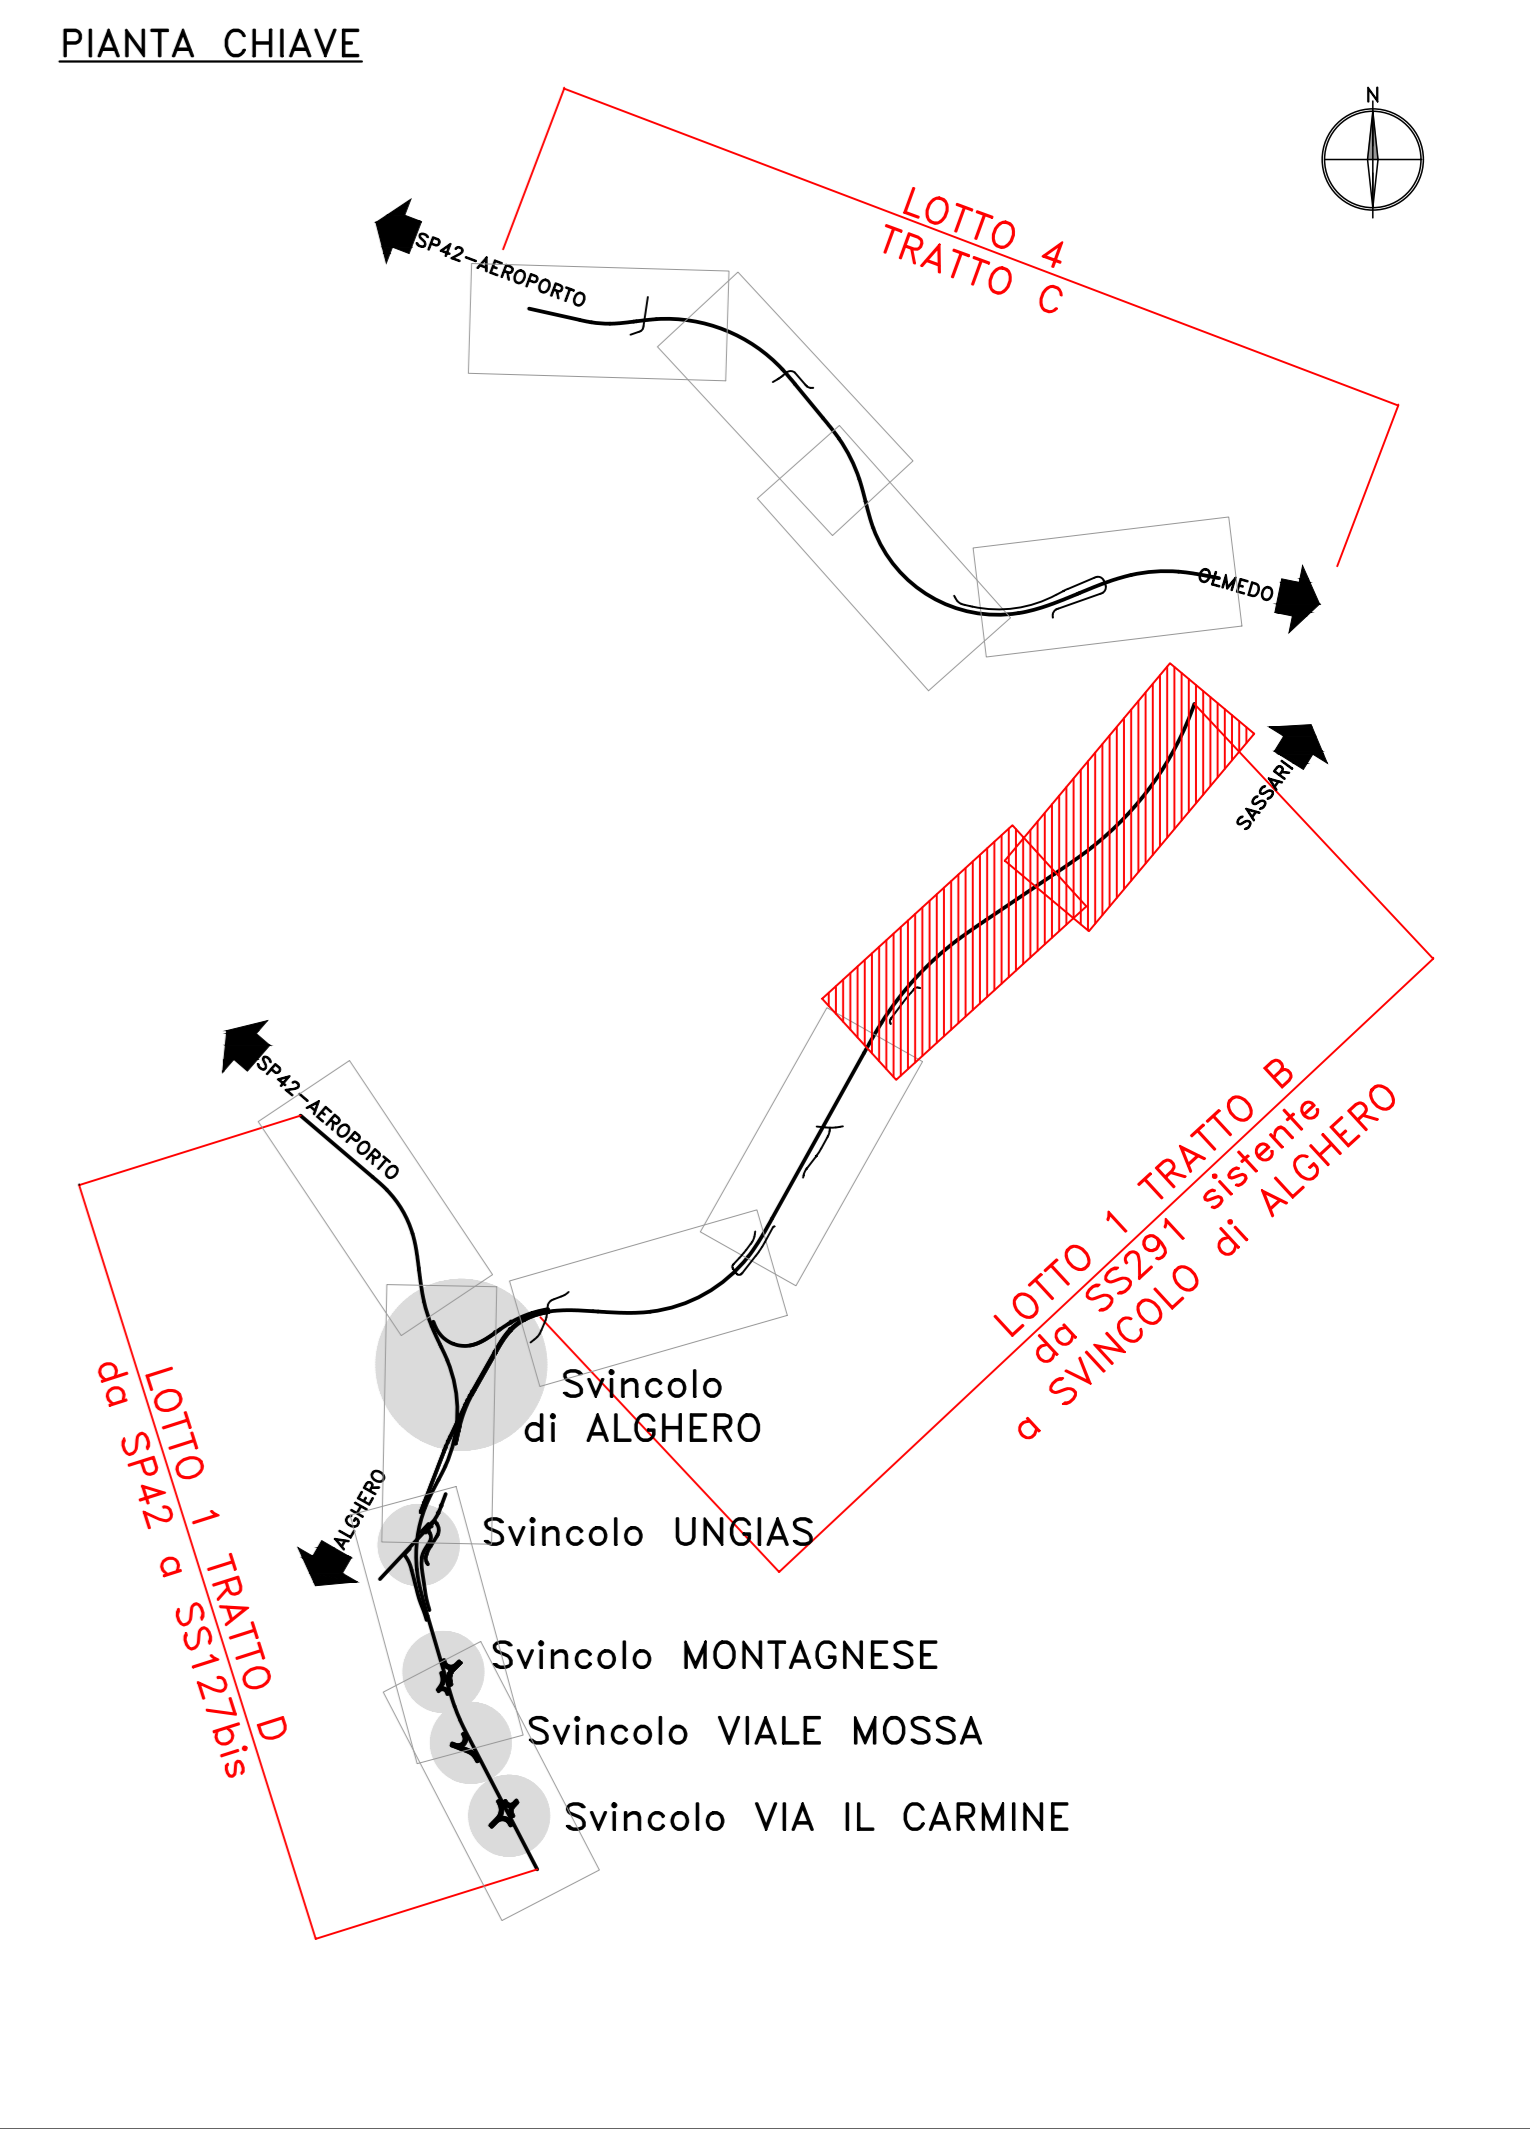 PIANTA CHIAVE
N
LOTTO 4
TRATTO C
SP42-AEROPORTO
OLMEDO
SASSARI
SP42-AEROPORTO
LOTTO 1 TRATTO B
da SS291 sistente
a SVINCOLO di ALGHERO
LOTTO 1 TRATTO D
da SP42 a SS127bis
Svincolo
di ALGHERO
ALGHERO
Svincolo UNGIAS
Svincolo MONTAGNESE
Svincolo VIALE MOSSA
Svincolo VIA IL CARMINE